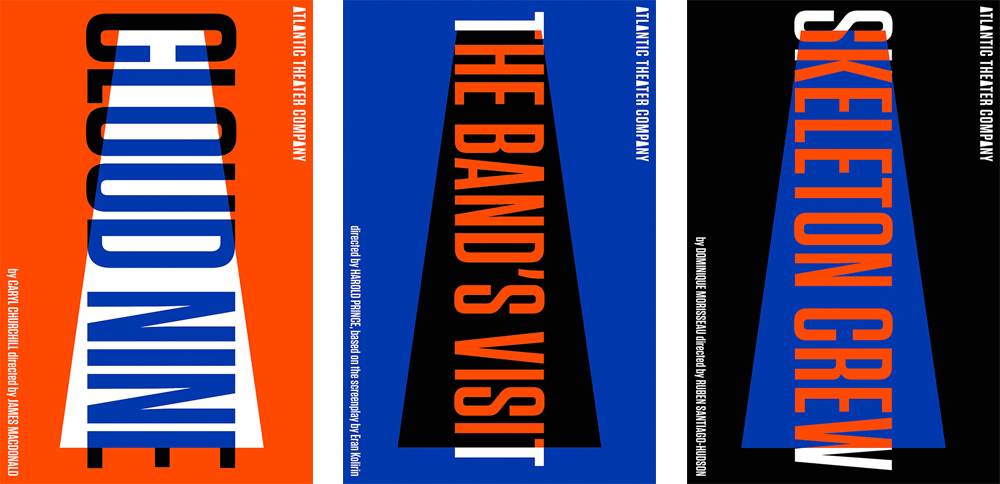 CLOUD NINE
ATLANTIC THEATER COMPANY
by CARYL CHURCHILL directed by JAMES MACDONALD
THE BAND'S VISIT
ATLANTIC THEATER COMPANY
directed by HAROLD PRINCE, based on the screenplay by Eran Kolirin
SKELETON CREW
ATLANTIC THEATER COMPANY
by DOMINIQUE MORISSEAU directed by RUBEN SANTIAGO-HUDSON